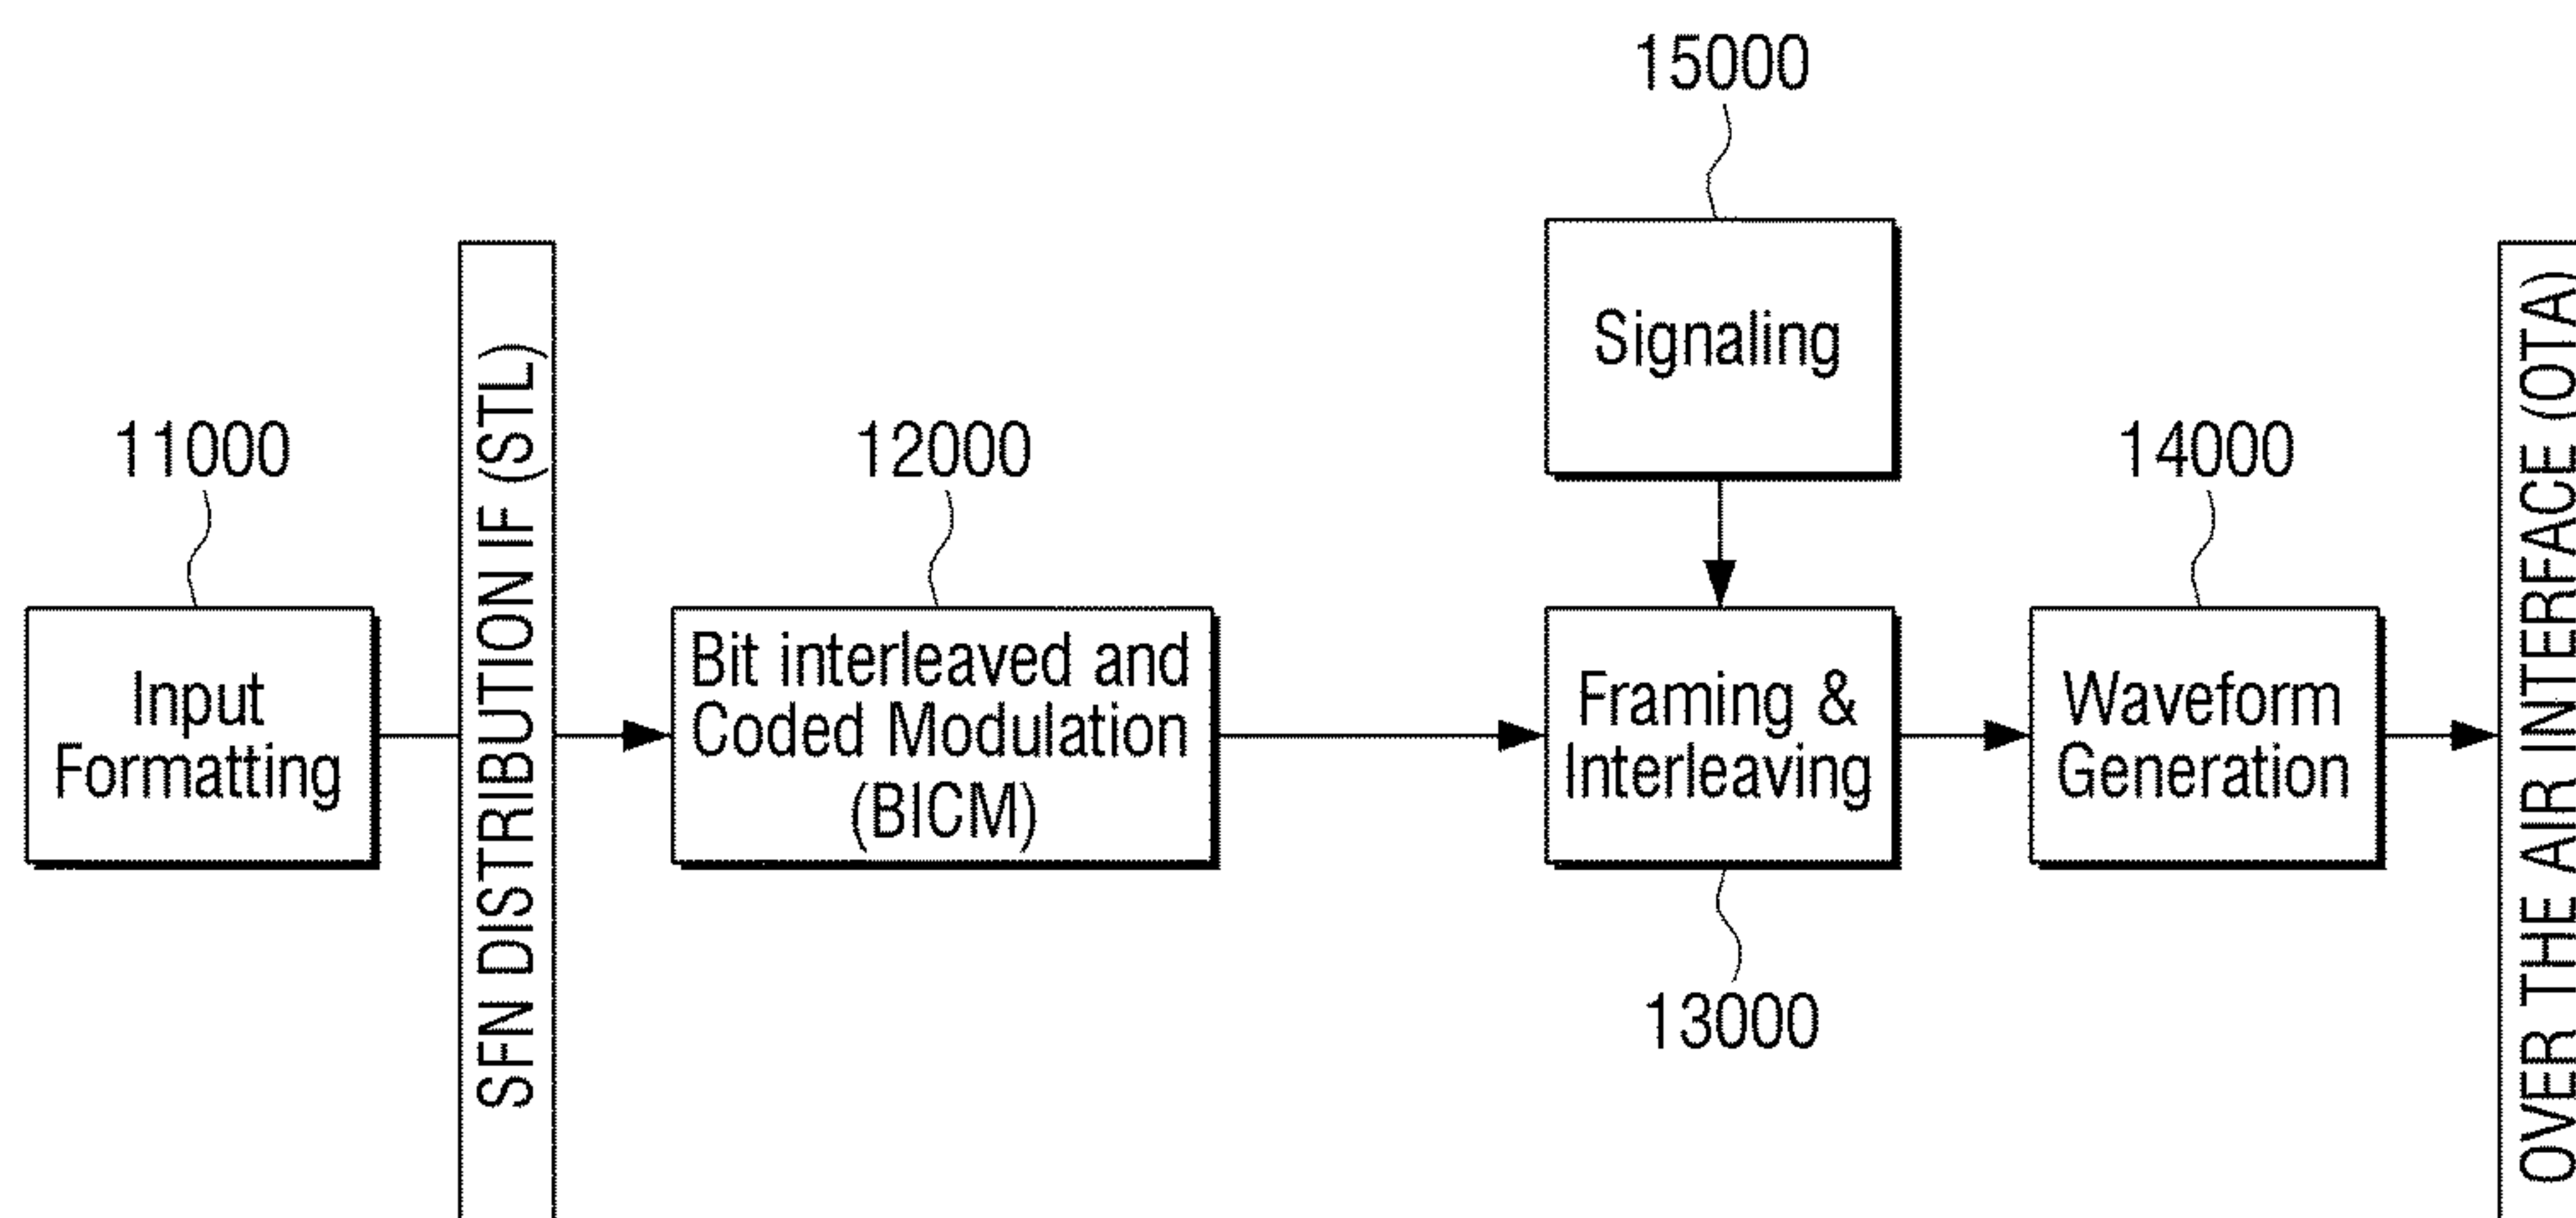 15000
Signaling
11000
Input
Formatting
SFN DISTRIBUTION IF (STL)
12000
Bit interleaved and
Coded Modulation
(BICM)
Framing &
Interleaving
13000
14000
Waveform
Generation
OVER THE AIR INTERFACE (OTA)